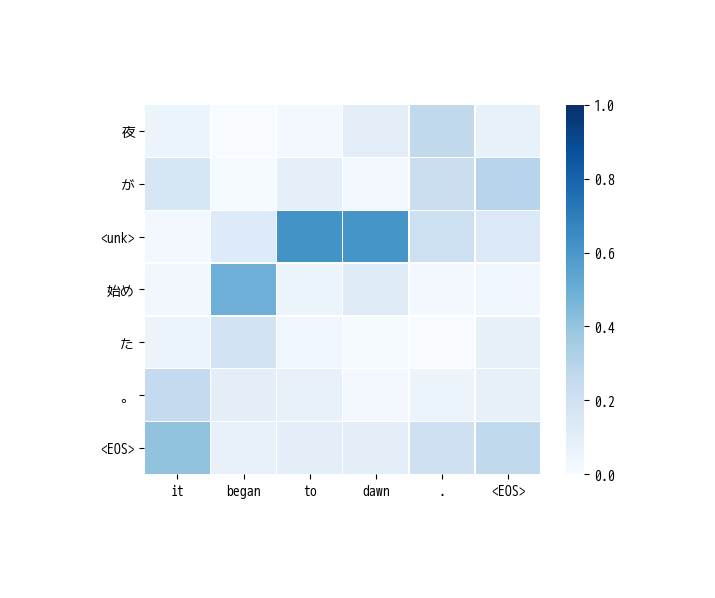 夜
が
<unk>
始め
た
。
<EOS>
it began to dawn . <EOS>
1.0
0.8
0.6
0.4
0.2
0.0